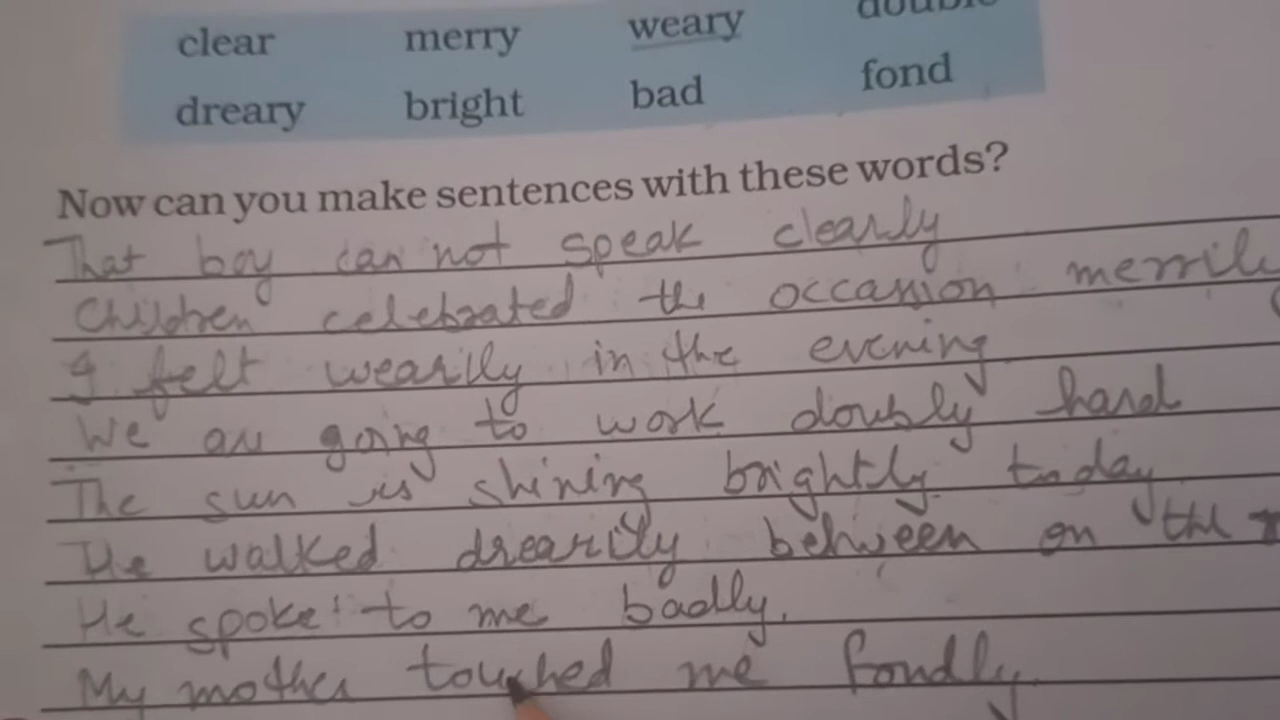 clear merry weary double
dreary bright bad fond
Now can you make sentences with these words?
That boy can not speak clearly
Children celebrated the occasion merrily
I felt wearily in the evening
We are going to work doubly hard
The sun is shining brightly today
He walked drearily between on the
He spoke to me badly.
My mother touched me fondly.